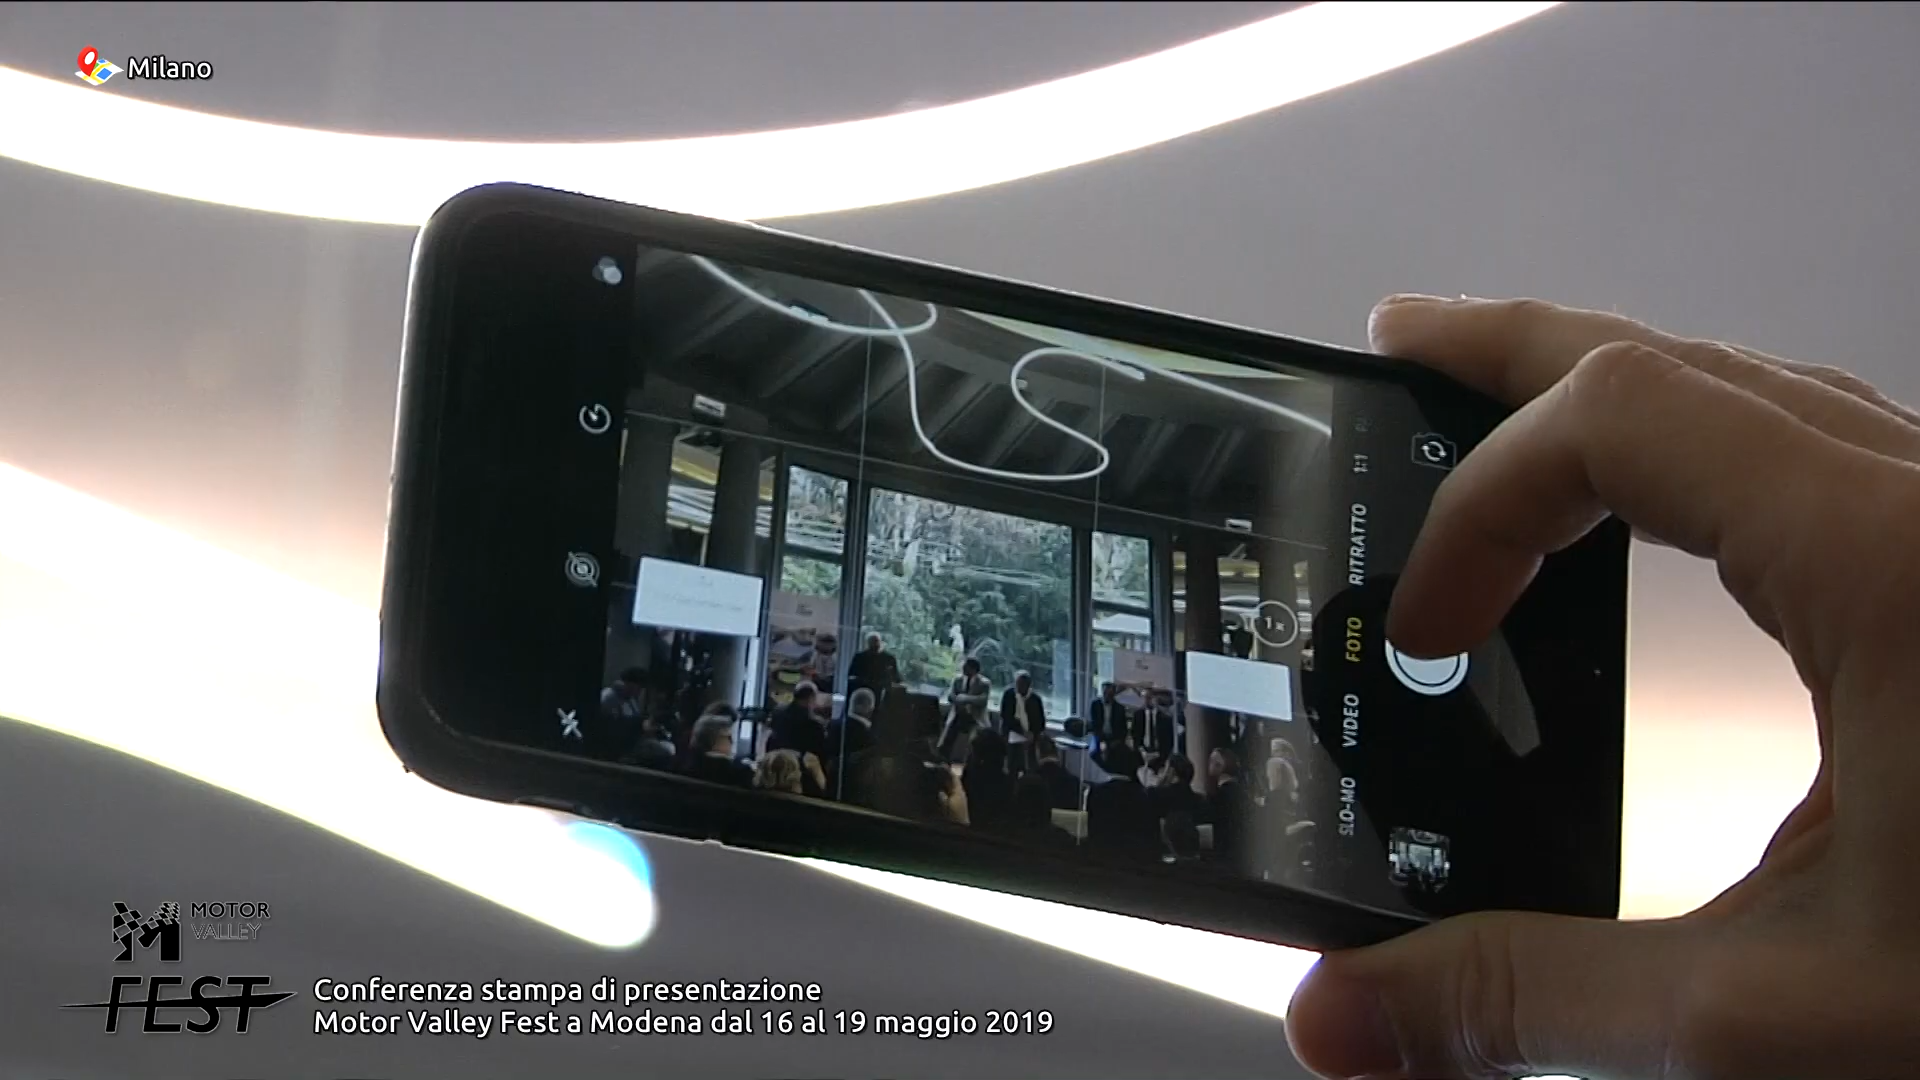 Milano
1:1
RITRATTO
FOTO
VIDEO
SLO-MO
1x
MOTOR
VALLEY
FEST
Conferenza stampa di presentazione
Motor Valley Fest a Modena dal 16 al 19 maggio 2019